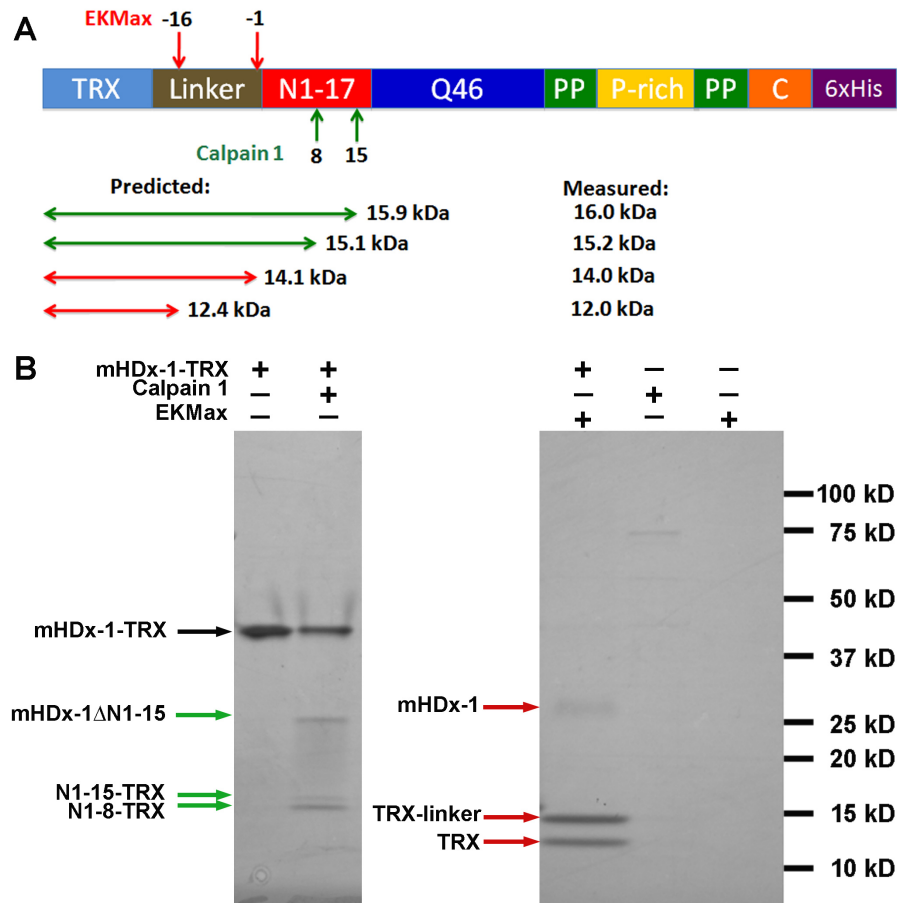 A
EKMax -16 -1
TRX Linker N1-17 Q46 PP P-rich PP C 6xHis
Calpain 1 8 15
Predicted: Measured:
15.9 kDa 16.0 kDa
15.1 kDa 15.2 kDa
14.1 kDa 14.0 kDa
12.4 kDa 12.0 kDa
B
mHDx-1-TRX + + + – –
Calpain 1 – + – + –
EKMax – – + – +
100 kD
75 kD
50 kD
mHDx-1-TRX
37 kD
mHDx-1
mHDx-1ΔN1-15
25 kD
20 kD
N1-15-TRX
N1-8-TRX
TRX-linker
15 kD
TRX
10 kD